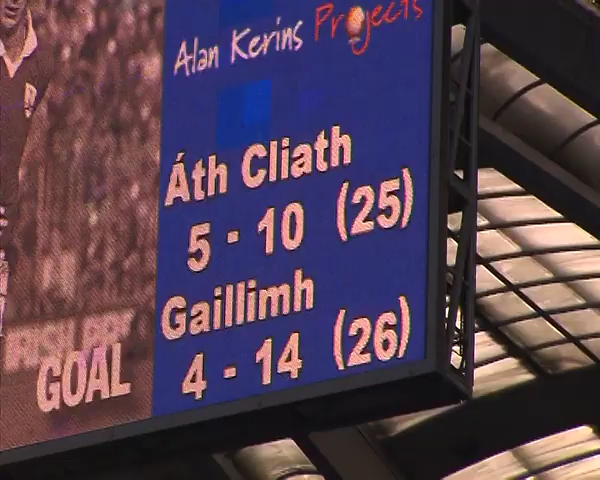 Alan Kerins Projects
Áth Cliath
5 - 10 (25)
Gaillimh
4 - 14 (26)
GOAL